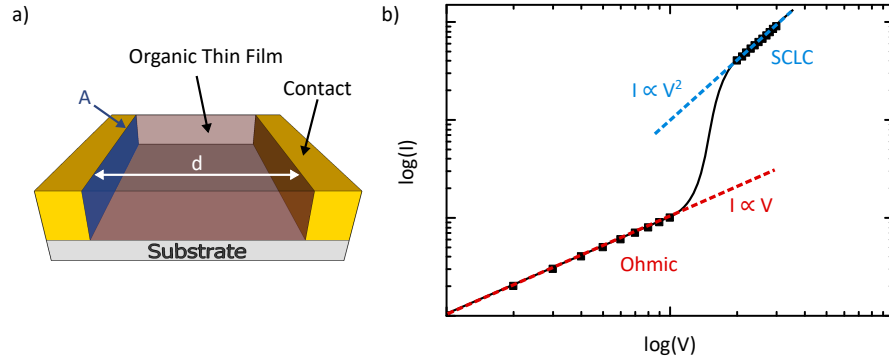 a)
Organic Thin Film
Contact
A
d
Substrate
b)
log(I)
I ∝ V²
SCLC
I ∝ V
Ohmic
log(V)